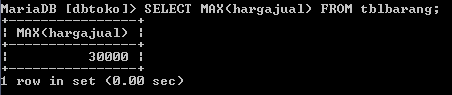 MariaDB [dbtoko]> SELECT MAX(hargajual) FROM tblbarang;
+----------------+
| MAX(hargajual) |
+----------------+
|          30000 |
+----------------+
1 row in set (0.00 sec)